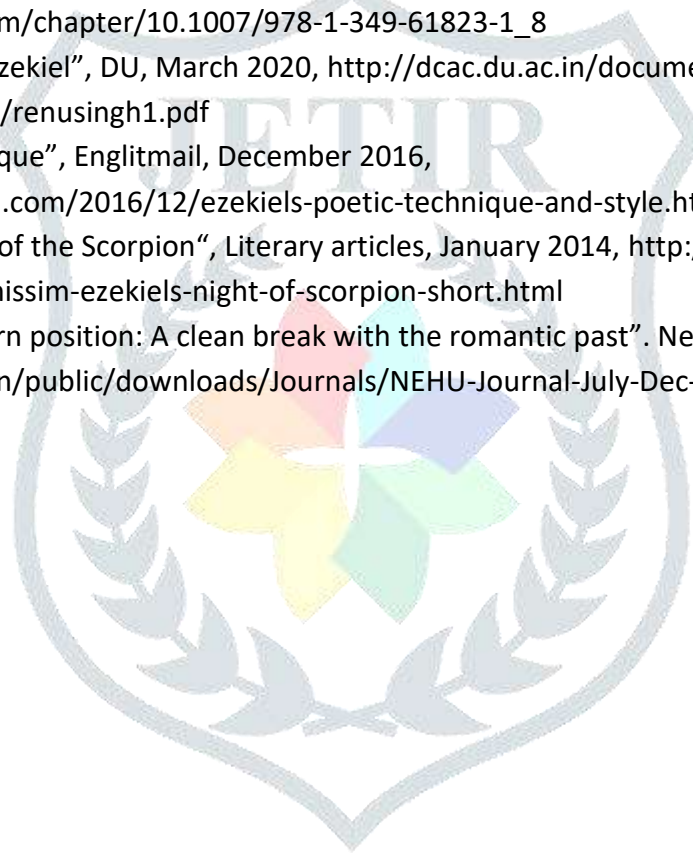 m/chapter/10.1007/978-1-349-61823-1_8
zekiel”, DU, March 2020, http://dcac.du.ac.in/docume
/renusingh1.pdf
que”, Englitmail, December 2016,
.com/2016/12/ezekiels-poetic-technique-and-style.ht
of the Scorpion“, Literary articles, January 2014, http:/
nissim-ezekiels-night-of-scorpion-short.html
rn position: A clean break with the romantic past”. Ne
n/public/downloads/Journals/NEHU-Journal-July-Dec-
JETIR